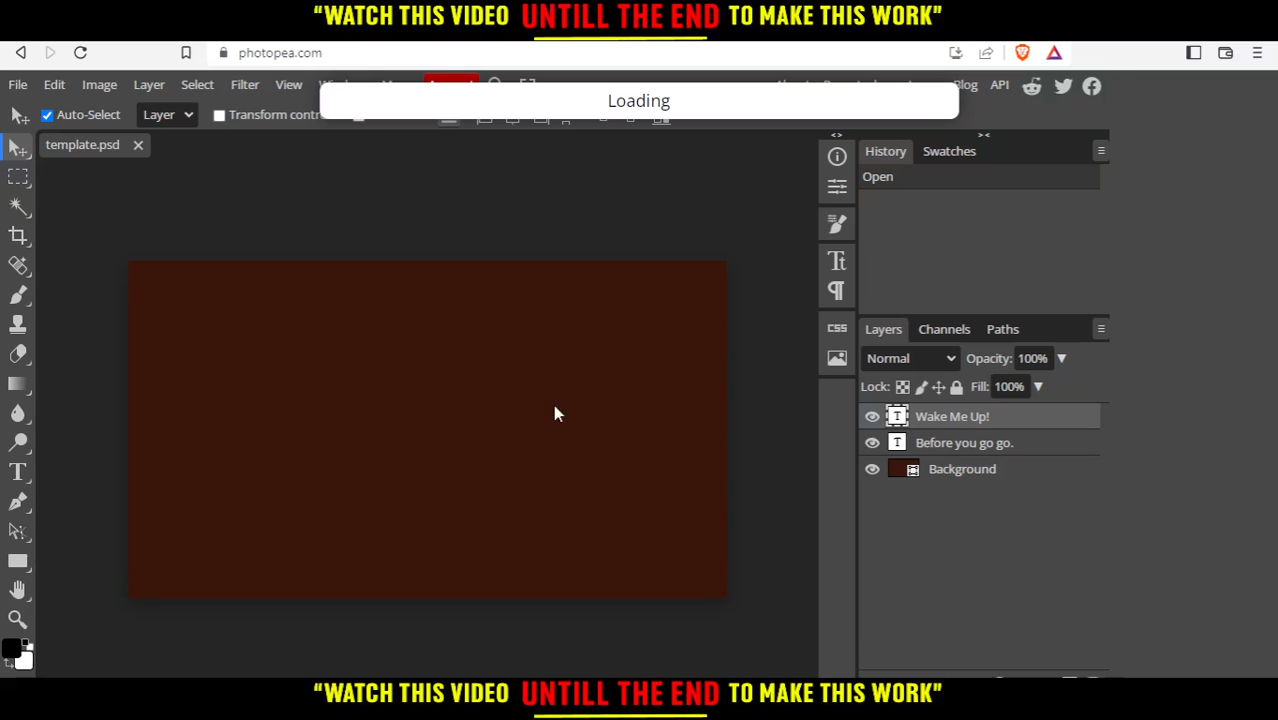 “WATCH THIS VIDEO UNTILL THE END TO MAKE THIS WORK”
photopea.com
File Edit Image Layer Select Filter View Blog API
Loading
Auto-Select Layer Transform contr
template.psd
History Swatches
Open
Tt
CSS
Layers Channels Paths
Normal Opacity: 100%
Lock: Fill: 100%
T Wake Me Up!
T Before you go go.
Background
T
“WATCH THIS VIDEO UNTILL THE END TO MAKE THIS WORK”